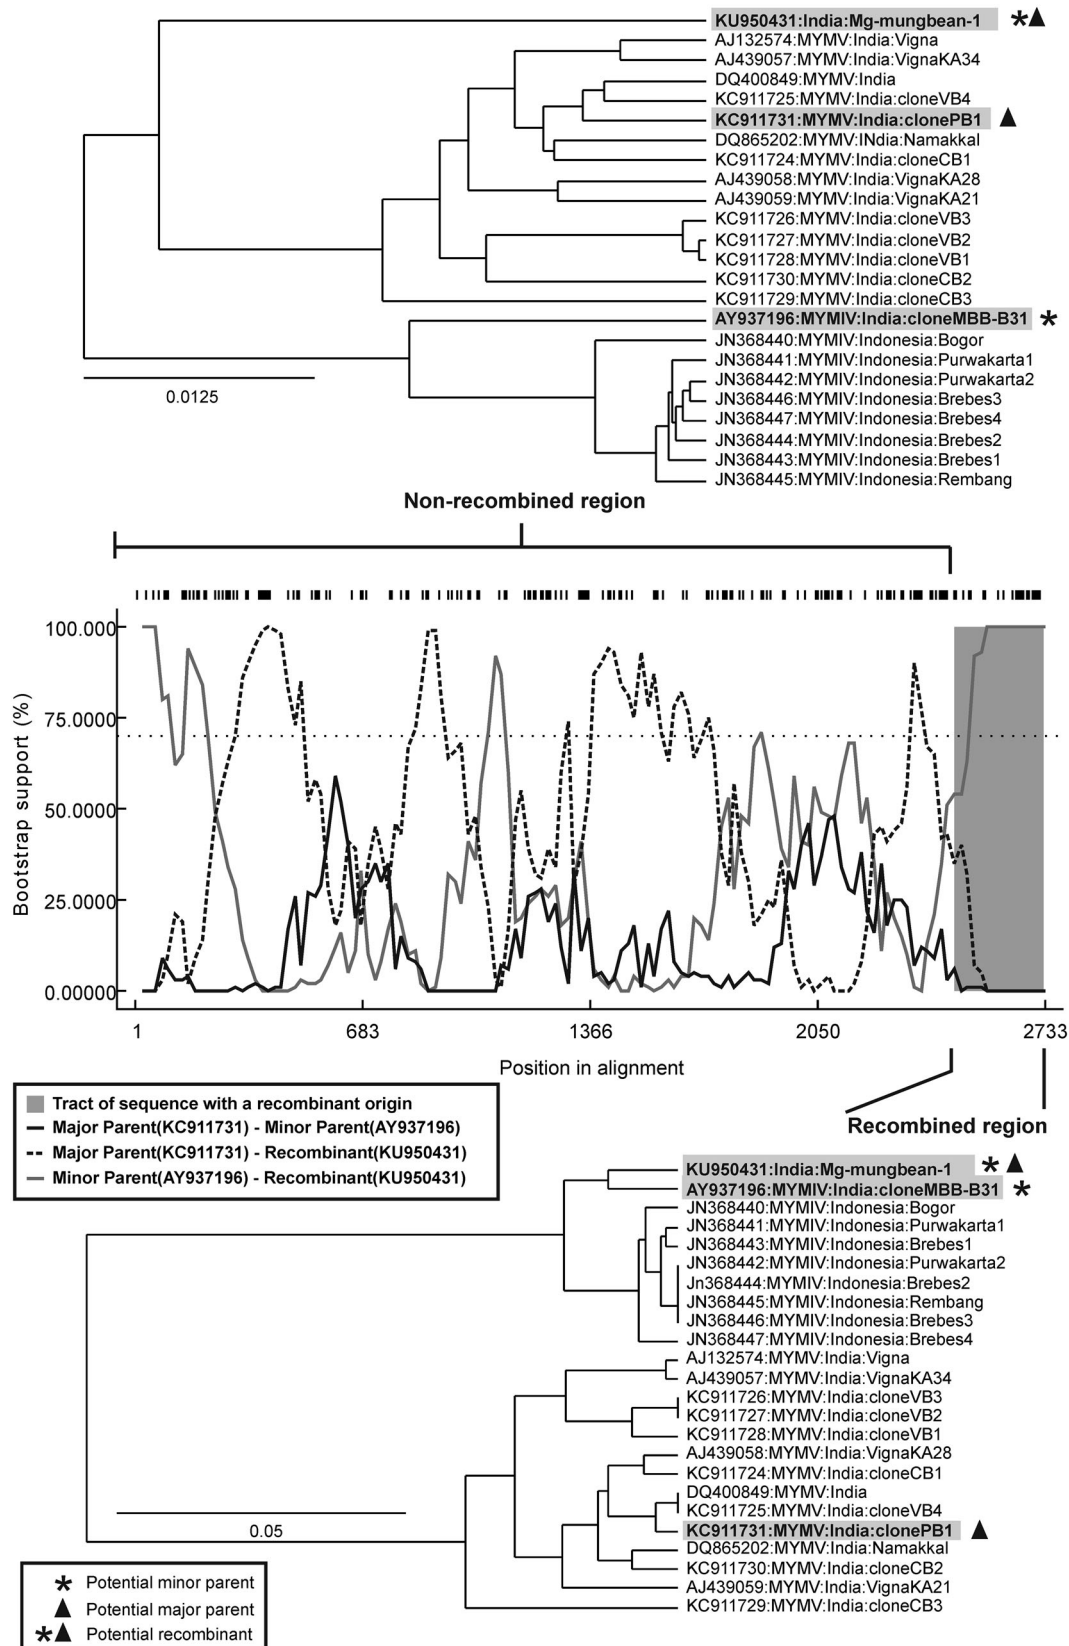 KU950431:India:Mg-mungbean-1 *▲
AJ132574:MYMV:India:Vigna
AJ439057:MYMV:India:VignaKA34
DQ400849:MYMV:India
KC911725:MYMV:India:cloneVB4
KC911731:MYMV:India:clonePB1 ▲
DQ865202:MYMV:INdia:Namakkal
KC911724:MYMV:India:cloneCB1
AJ439058:MYMV:India:VignaKA28
AJ439059:MYMV:India:VignaKA21
KC911726:MYMV:India:cloneVB3
KC911727:MYMV:India:cloneVB2
KC911728:MYMV:India:cloneVB1
KC911730:MYMV:India:cloneCB2
KC911729:MYMV:India:cloneCB3
AY937196:MYMIV:India:cloneMBB-B31 *
JN368440:MYMIV:Indonesia:Bogor
JN368441:MYMIV:Indonesia:Purwakarta1
JN368442:MYMIV:Indonesia:Purwakarta2
JN368446:MYMIV:Indonesia:Brebes3
JN368447:MYMIV:Indonesia:Brebes4
JN368444:MYMIV:Indonesia:Brebes2
JN368443:MYMIV:Indonesia:Brebes1
JN368445:MYMIV:Indonesia:Rembang
0.0125
Non-recombined region
Bootstrap support (%)
100.000
75.0000
50.0000
25.0000
0.00000
1 683 1366 2050 2733
Position in alignment
Tract of sequence with a recombinant origin
Major Parent(KC911731) - Minor Parent(AY937196)
Major Parent(KC911731) - Recombinant(KU950431)
Minor Parent(AY937196) - Recombinant(KU950431)
Recombined region
KU950431:India:Mg-mungbean-1 *▲
AY937196:MYMIV:India:cloneMBB-B31 *
JN368440:MYMIV:Indonesia:Bogor
JN368441:MYMIV:Indonesia:Purwakarta1
JN368443:MYMIV:Indonesia:Brebes1
JN368442:MYMIV:Indonesia:Purwakarta2
Jn368444:MYMIV:Indonesia:Brebes2
JN368445:MYMIV:Indonesia:Rembang
JN368446:MYMIV:Indonesia:Brebes3
JN368447:MYMIV:Indonesia:Brebes4
AJ132574:MYMV:India:Vigna
AJ439057:MYMV:India:VignaKA34
KC911726:MYMV:India:cloneVB3
KC911727:MYMV:India:cloneVB2
KC911728:MYMV:India:cloneVB1
AJ439058:MYMV:India:VignaKA28
KC911724:MYMV:India:cloneCB1
DQ400849:MYMV:India
KC911725:MYMV:India:cloneVB4
KC911731:MYMV:India:clonePB1 ▲
DQ865202:MYMV:India:Namakkal
KC911730:MYMV:India:cloneCB2
AJ439059:MYMV:India:VignaKA21
KC911729:MYMV:India:cloneCB3
0.05
* Potential minor parent
▲ Potential major parent
*▲ Potential recombinant